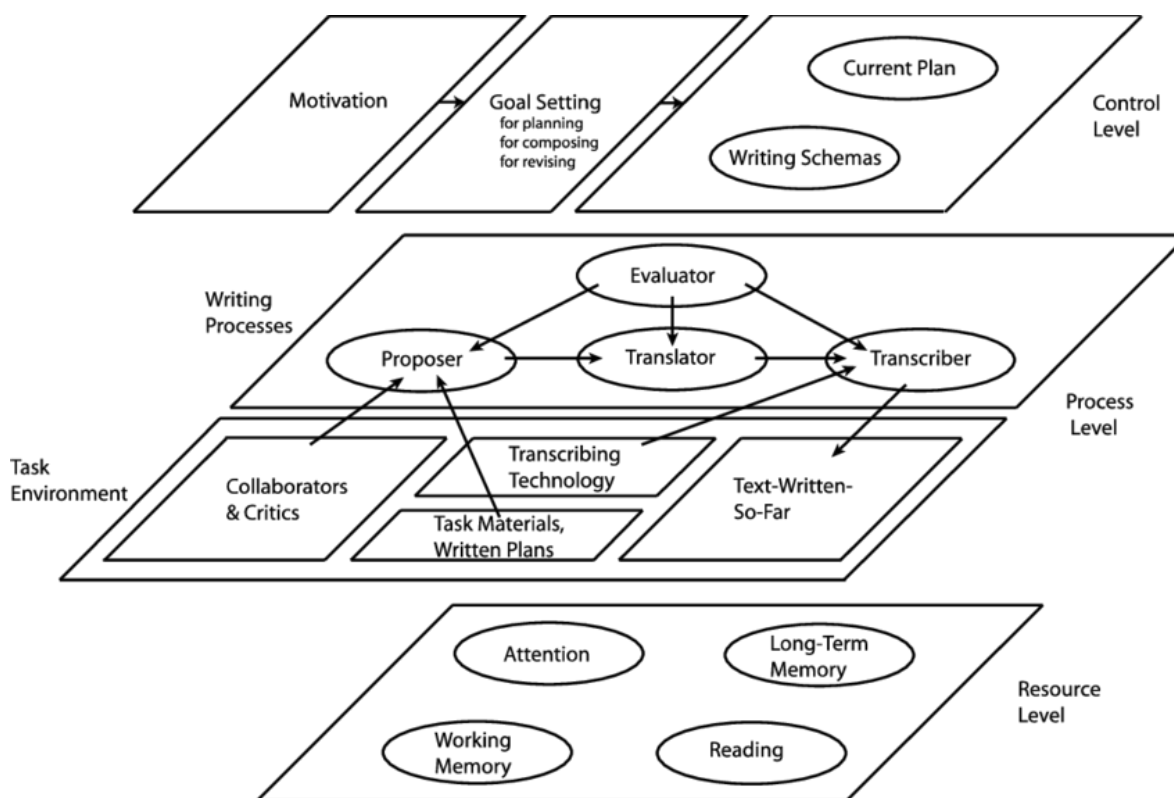 Motivation
Goal Setting
for planning
for composing
for revising
Current Plan
Writing Schemas
Control
Level
Writing
Processes
Evaluator
Proposer
Translator
Transcriber
Process
Level
Task
Environment
Collaborators
& Critics
Transcribing
Technology
Task Materials,
Written Plans
Text-Written-
So-Far
Attention
Long-Term
Memory
Working
Memory
Reading
Resource
Level